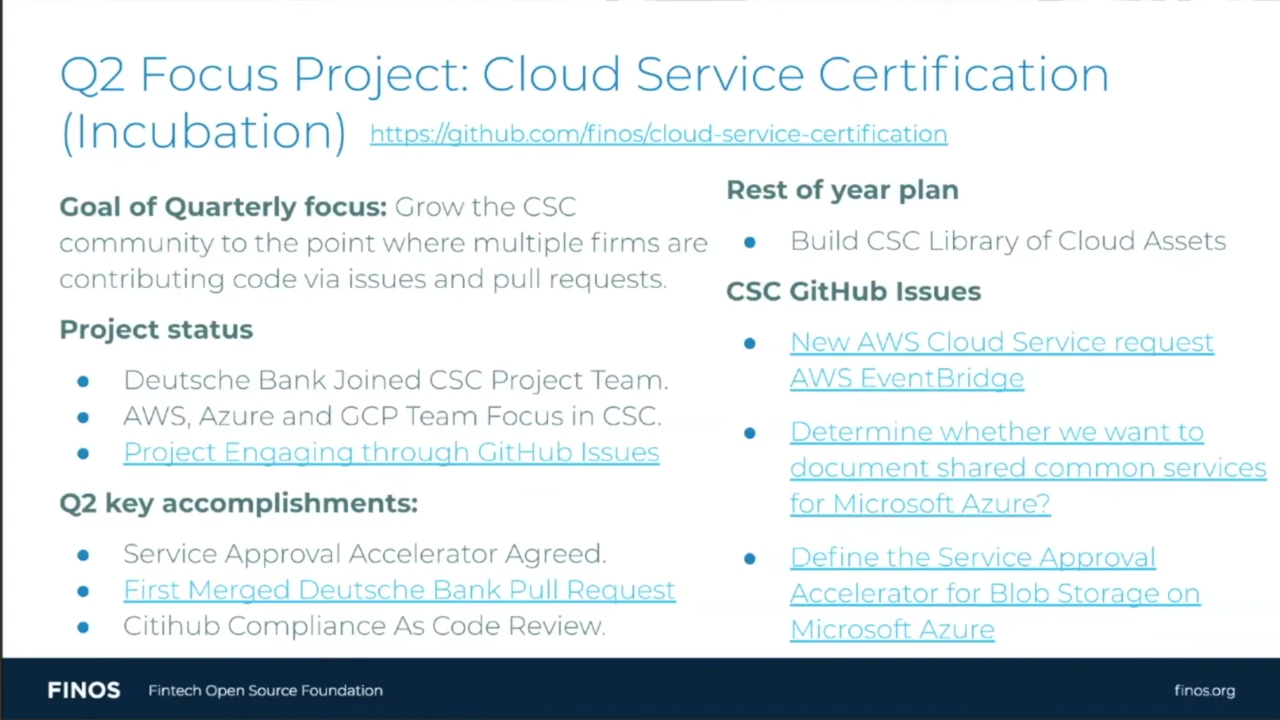 Q2 Focus Project: Cloud Service Certification
(Incubation) https://github.com/finos/cloud-service-certification
Goal of Quarterly focus: Grow the CSC
community to the point where multiple firms are
contributing code via issues and pull requests.
Project status
● Deutsche Bank Joined CSC Project Team.
● AWS, Azure and GCP Team Focus in CSC.
● Project Engaging through GitHub Issues
Q2 key accomplishments:
● Service Approval Accelerator Agreed.
● First Merged Deutsche Bank Pull Request
● Citihub Compliance As Code Review.
Rest of year plan
● Build CSC Library of Cloud Assets
CSC GitHub Issues
● New AWS Cloud Service request
AWS EventBridge
● Determine whether we want to
document shared common services
for Microsoft Azure?
● Define the Service Approval
Accelerator for Blob Storage on
Microsoft Azure
FINOS Fintech Open Source Foundation finos.org